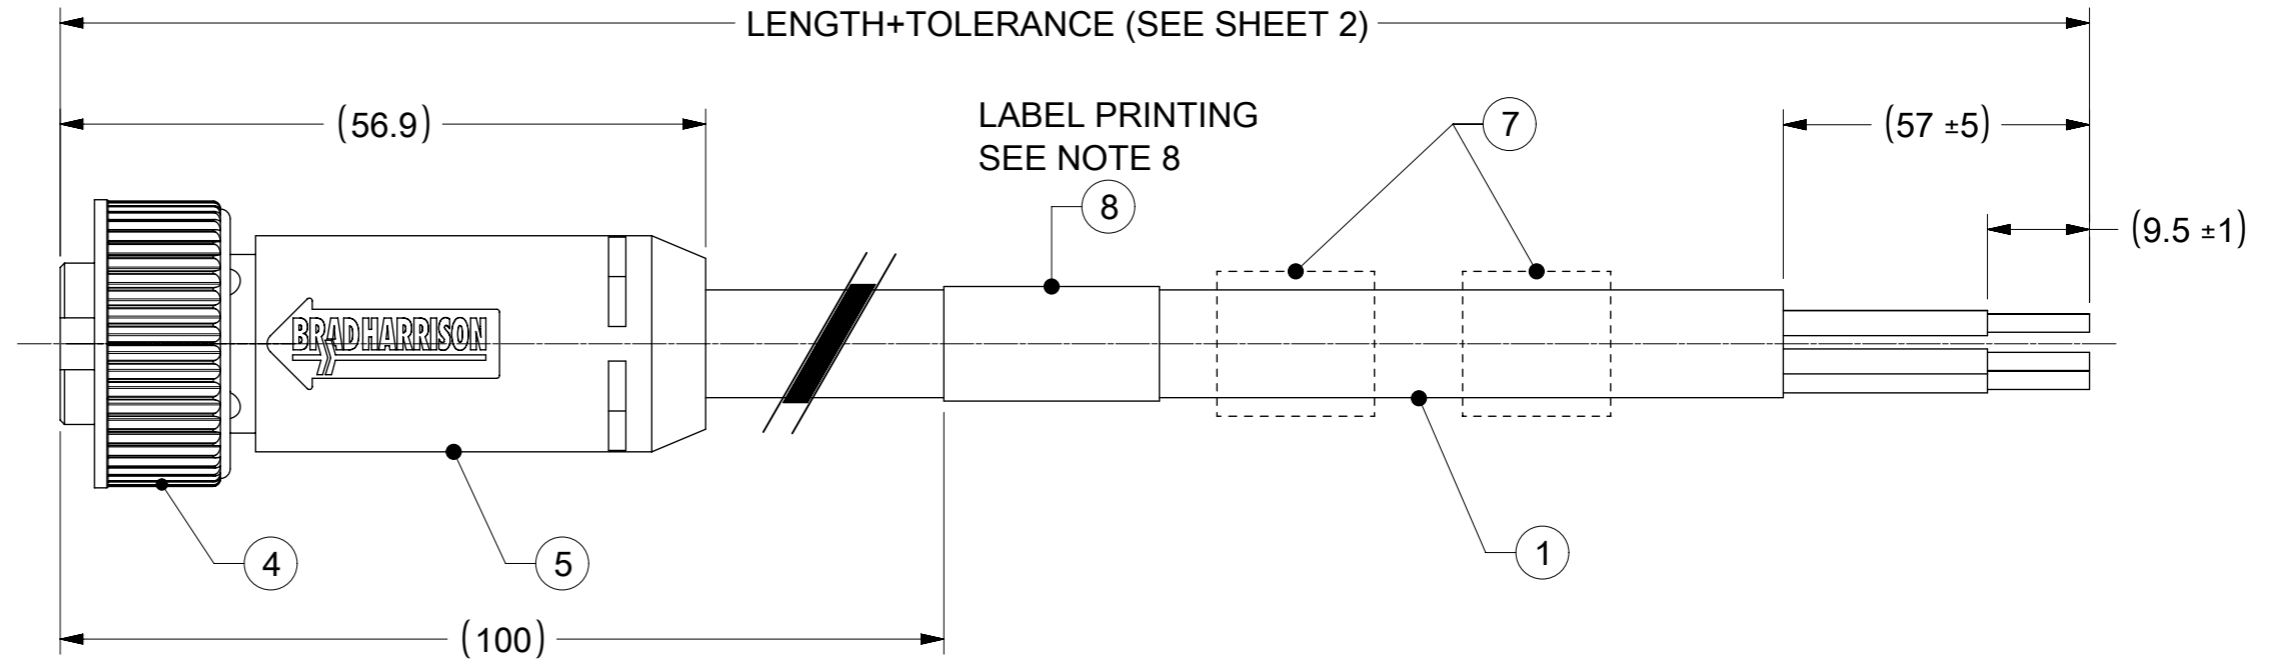 LENGTH+TOLERANCE (SEE SHEET 2)
(56.9)
LABEL PRINTING
SEE NOTE 8
7
(57 ±5)
8
(9.5 ±1)
BRADHARRISON
4
5
1
(100)